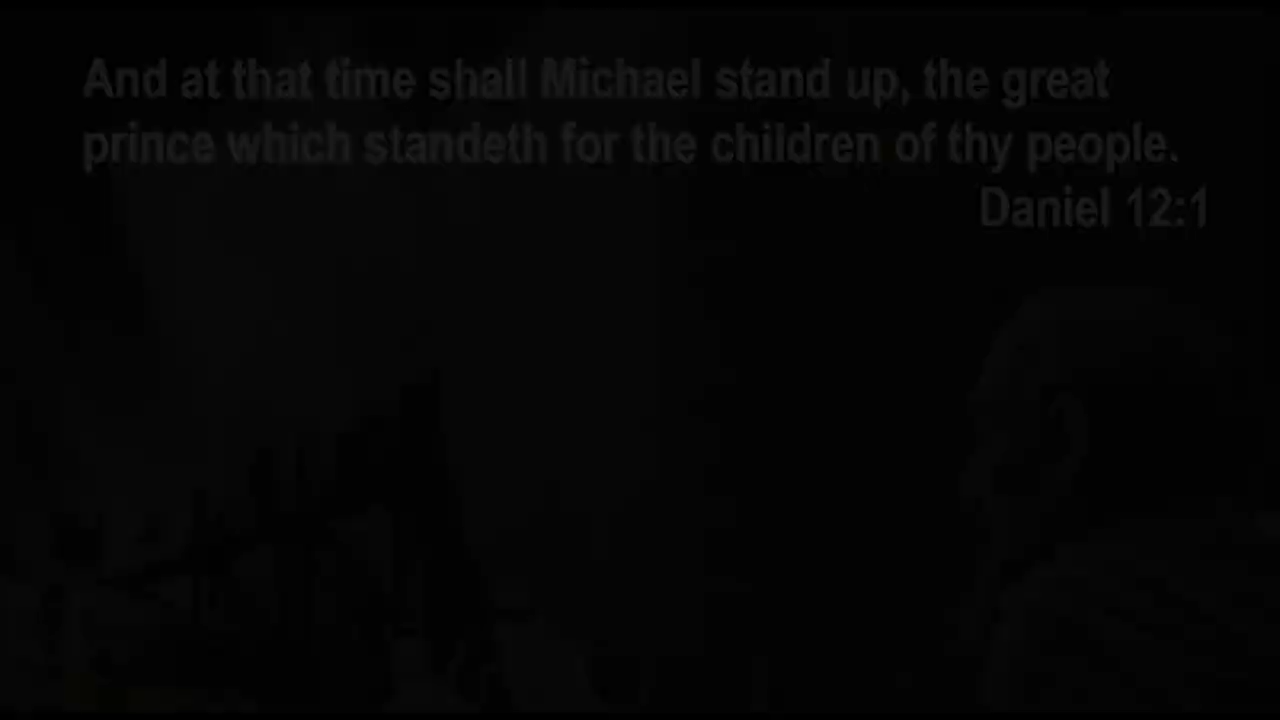 And at that time shall Michael stand up, the great
prince which standeth for the children of thy people.
Daniel 12:1